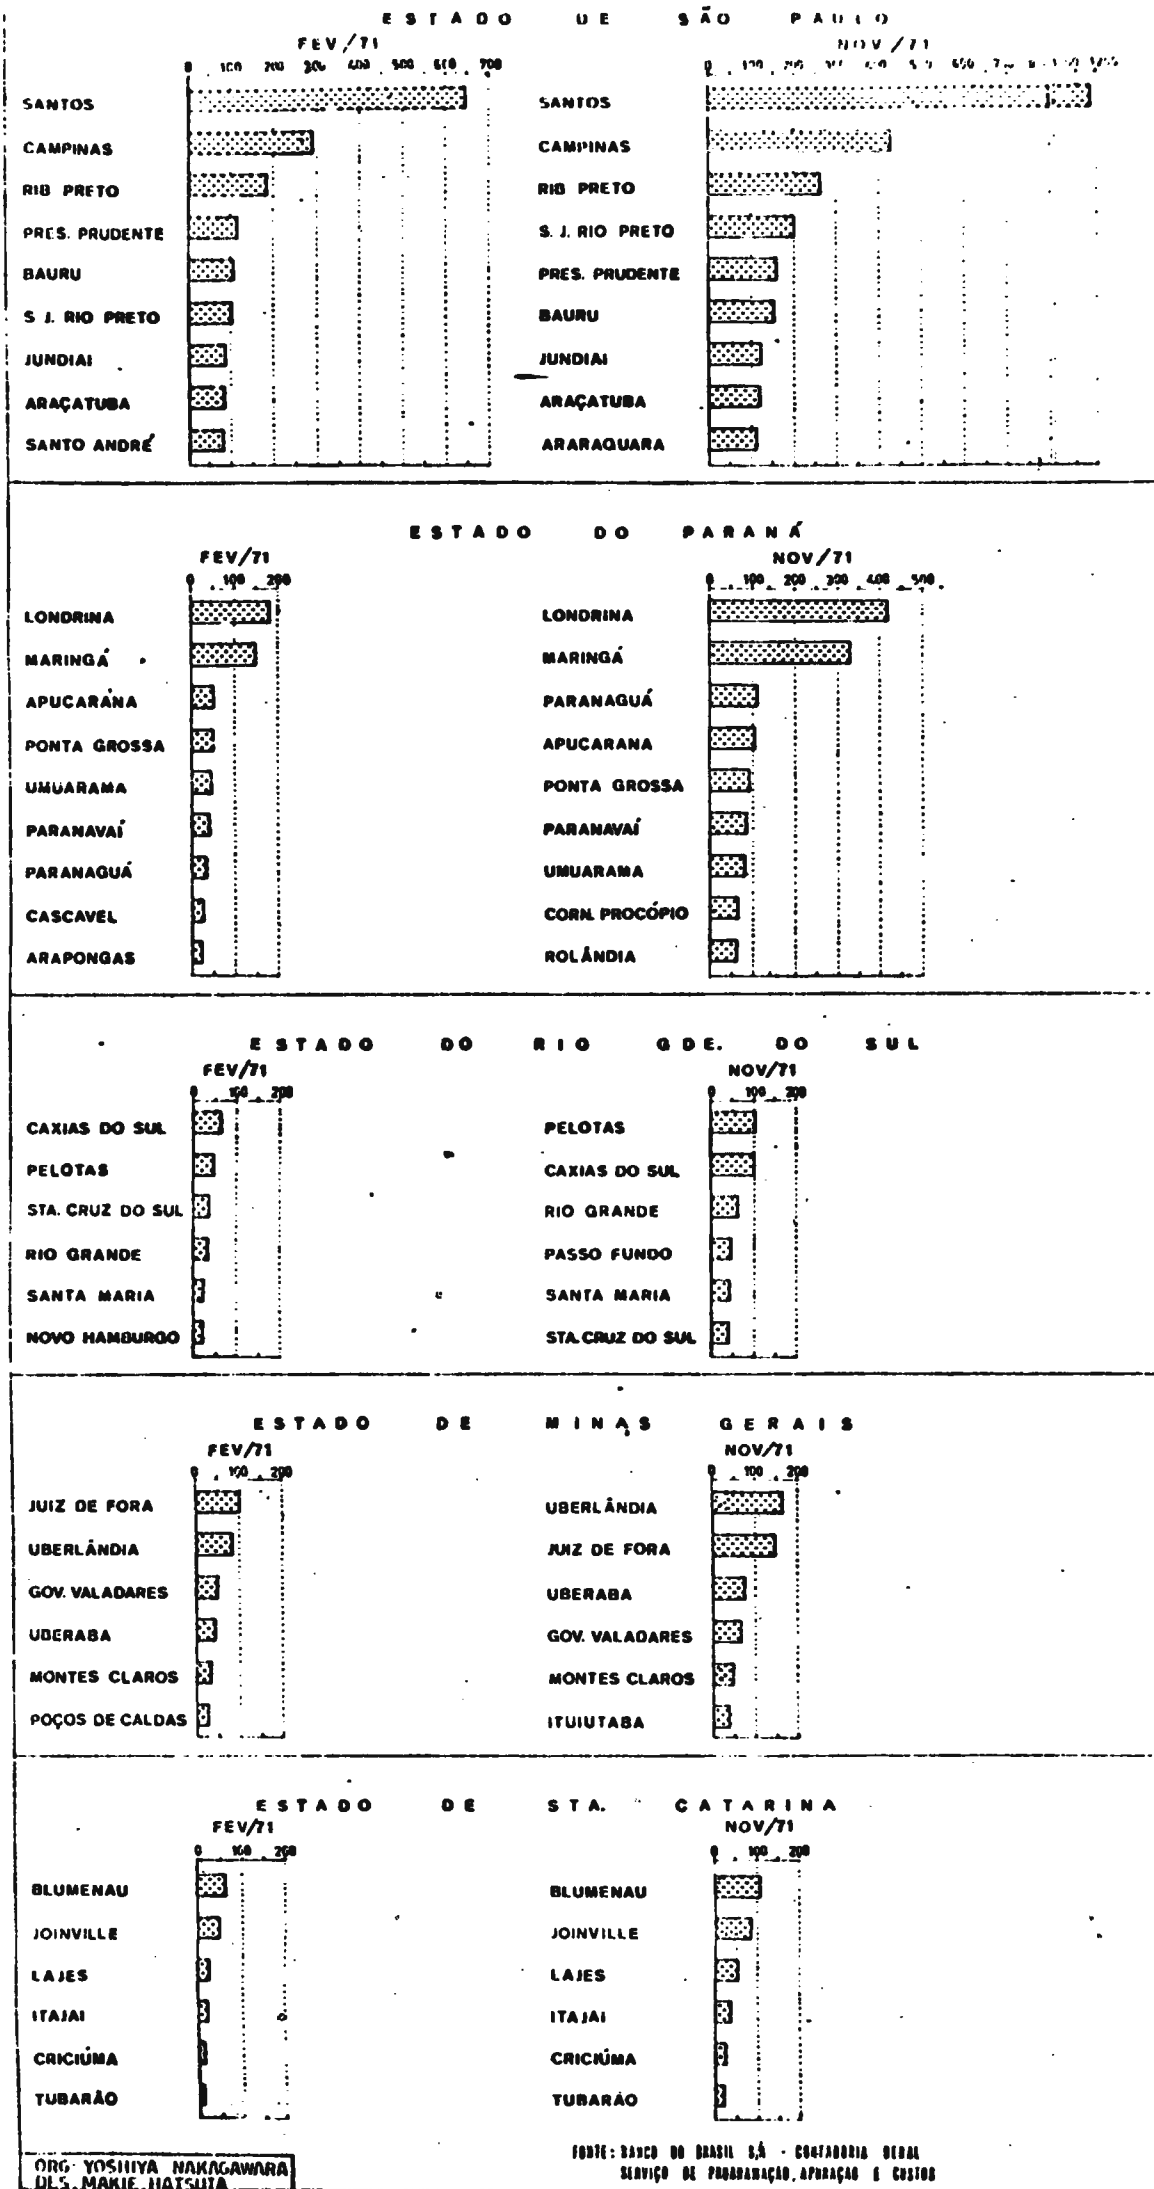 ESTADO DE SÃO PAULO
FEV/71
0 100 200 300 400 500 600 700
SANTOS
CAMPINAS
RIB PRETO
PRES. PRUDENTE
BAURU
S J. RIO PRETO
JUNDIAI
ARAÇATUBA
SANTO ANDRÉ
NOV/71
0 100 200
SANTOS
CAMPINAS
RIB PRETO
S. J. RIO PRETO
PRES. PRUDENTE
BAURU
JUNDIAI
ARAÇATUBA
ARARAQUARA
ESTADO DO PARANÁ
FEV/71
0 100 200
LONDRINA
MARINGÁ
APUCARANA
PONTA GROSSA
UMUARAMA
PARANAVAÍ
PARANAGUÁ
CASCAVEL
ARAPONGAS
NOV/71
0 100 200 300 400 500
LONDRINA
MARINGÁ
PARANAGUÁ
APUCARANA
PONTA GROSSA
PARANAVAÍ
UMUARAMA
CORN. PROCÓPIO
ROLÂNDIA
ESTADO DO RIO GDE. DO SUL
FEV/71
0 100 200
CAXIAS DO SUL
PELOTAS
STA. CRUZ DO SUL
RIO GRANDE
SANTA MARIA
NOVO HAMBURGO
NOV/71
0 100 200
PELOTAS
CAXIAS DO SUL
RIO GRANDE
PASSO FUNDO
SANTA MARIA
STA. CRUZ DO SUL
ESTADO DE MINAS GERAIS
FEV/71
0 100 200
JUIZ DE FORA
UBERLÂNDIA
GOV. VALADARES
UBERABA
MONTES CLAROS
POÇOS DE CALDAS
NOV/71
0 100 200
UBERLÂNDIA
JUIZ DE FORA
UBERABA
GOV. VALADARES
MONTES CLAROS
ITUIUTABA
ESTADO DE STA. CATARINA
FEV/71
0 100 200
BLUMENAU
JOINVILLE
LAJES
ITAJAI
CRICIÚMA
TUBARÃO
NOV/71
0 100 200
BLUMENAU
JOINVILLE
LAJES
ITAJAI
CRICIÚMA
TUBARÃO
ORG. YOSHIYA NAKAGAWARA
DES. MAKIE HATSUTA
FONTE: BANCO DO BRASIL S,A - CONTADORIA GERAL
SERVIÇO DE PROGRAMAÇÃO, APURAÇÃO E CUSTOS